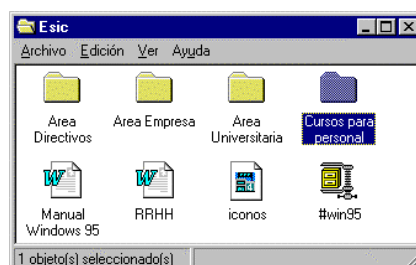 Esic
Archivo Edición Ver Ayuda
Area Directivos
Area Empresa
Area Universitaria
Cursos para personal
Manual Windows 95
RRHH
iconos
#win95
1 objeto(s) seleccionado(s)